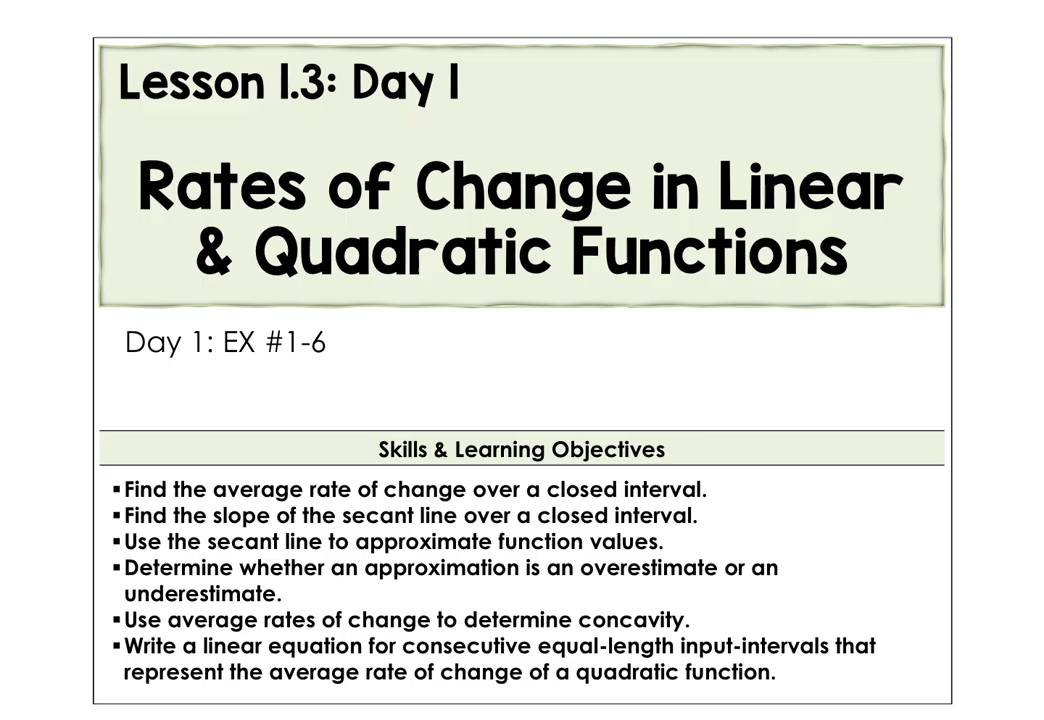 Lesson 1.3: Day 1
Rates of Change in Linear
& Quadratic Functions
Day 1: EX #1-6
Skills & Learning Objectives
▪Find the average rate of change over a closed interval.
▪Find the slope of the secant line over a closed interval.
▪Use the secant line to approximate function values.
▪Determine whether an approximation is an overestimate or an
underestimate.
▪Use average rates of change to determine concavity.
▪Write a linear equation for consecutive equal-length input-intervals that
represent the average rate of change of a quadratic function.